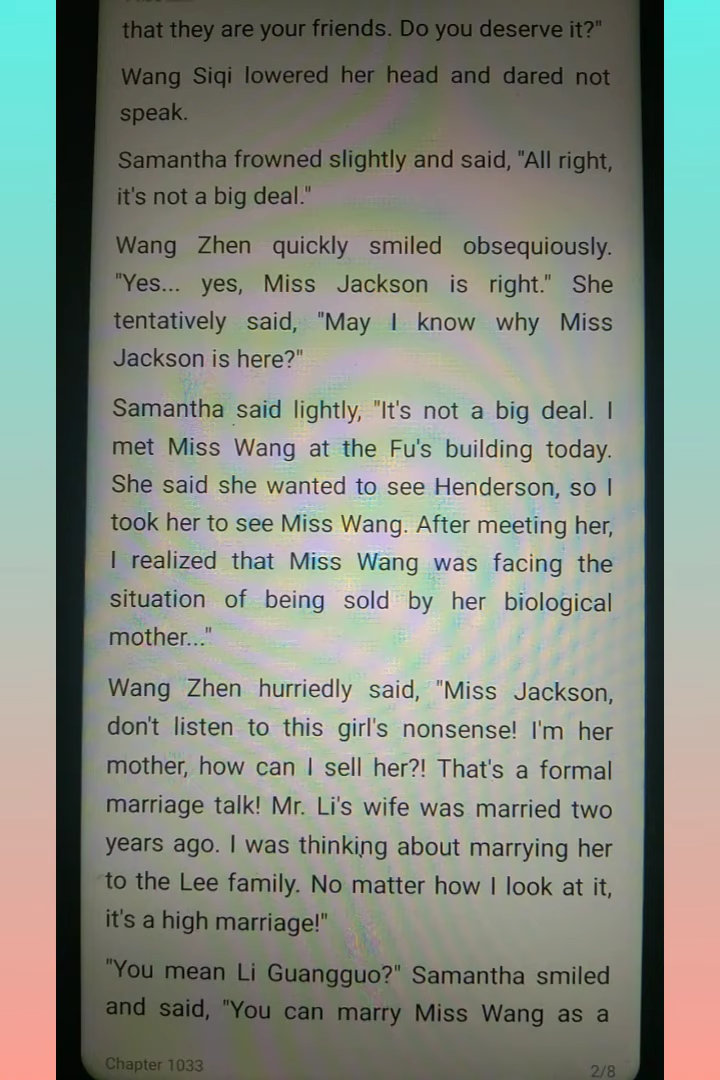 that they are your friends. Do you deserve it?"
Wang Siqi lowered her head and dared not
speak.
Samantha frowned slightly and said, "All right,
it's not a big deal."
Wang Zhen quickly smiled obsequiously.
"Yes... yes, Miss Jackson is right." She
tentatively said, "May I know why Miss
Jackson is here?"
Samantha said lightly, "It's not a big deal. I
met Miss Wang at the Fu's building today.
She said she wanted to see Henderson, so I
took her to see Miss Wang. After meeting her,
I realized that Miss Wang was facing the
situation of being sold by her biological
mother..."
Wang Zhen hurriedly said, "Miss Jackson,
don't listen to this girl's nonsense! I'm her
mother, how can I sell her?! That's a formal
marriage talk! Mr. Li's wife was married two
years ago. I was thinking about marrying her
to the Lee family. No matter how I look at it,
it's a high marriage!"
"You mean Li Guangguo?" Samantha smiled
and said, "You can marry Miss Wang as a
Chapter 1033
2/8